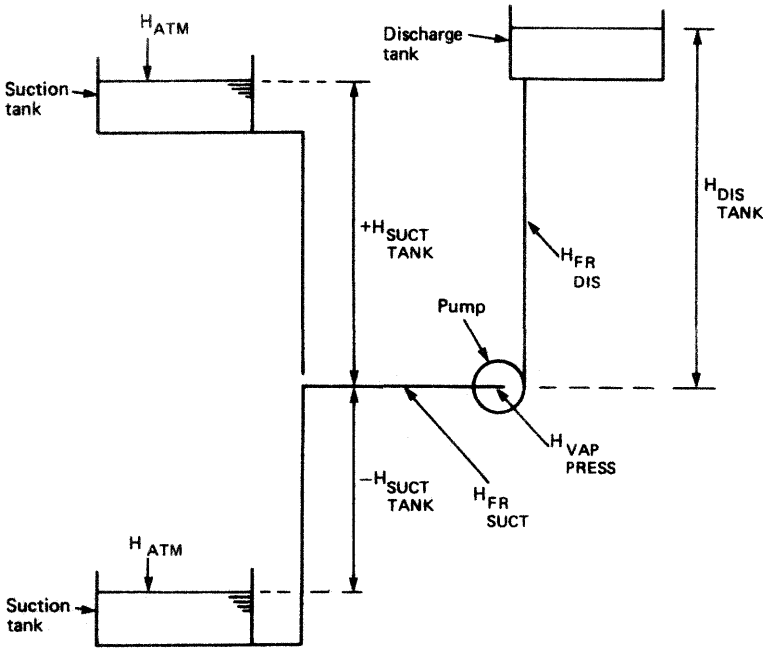 H ATM
Suction
tank
Discharge
tank
+H SUCT
TANK
H DIS
TANK
H FR
DIS
Pump
H VAP
PRESS
-H SUCT
TANK
H FR
SUCT
H ATM
Suction
tank